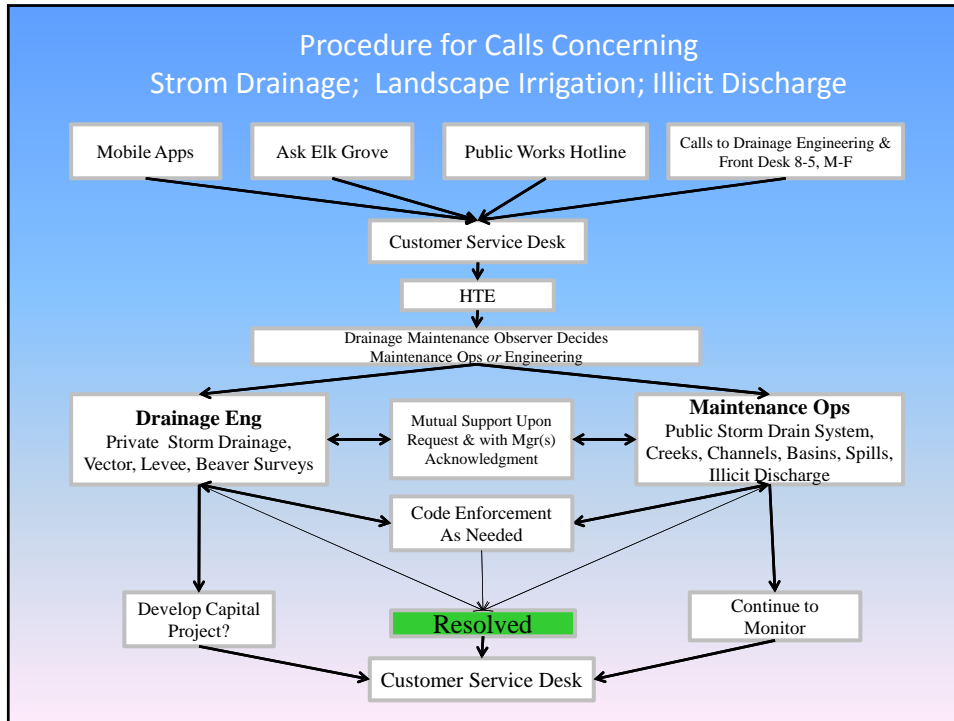 Procedure for Calls Concerning
Strom Drainage; Landscape Irrigation; Illicit Discharge
Mobile Apps
Ask Elk Grove
Public Works Hotline
Calls to Drainage Engineering &
Front Desk 8-5, M-F
Customer Service Desk
HTE
Drainage Maintenance Observer Decides
Maintenance Ops or Engineering
Drainage Eng
Private Storm Drainage,
Vector, Levee, Beaver Surveys
Mutual Support Upon
Request & with Mgr(s)
Acknowledgment
Maintenance Ops
Public Storm Drain System,
Creeks, Channels, Basins, Spills,
Illicit Discharge
Code Enforcement
As Needed
Develop Capital
Project?
Resolved
Continue to
Monitor
Customer Service Desk